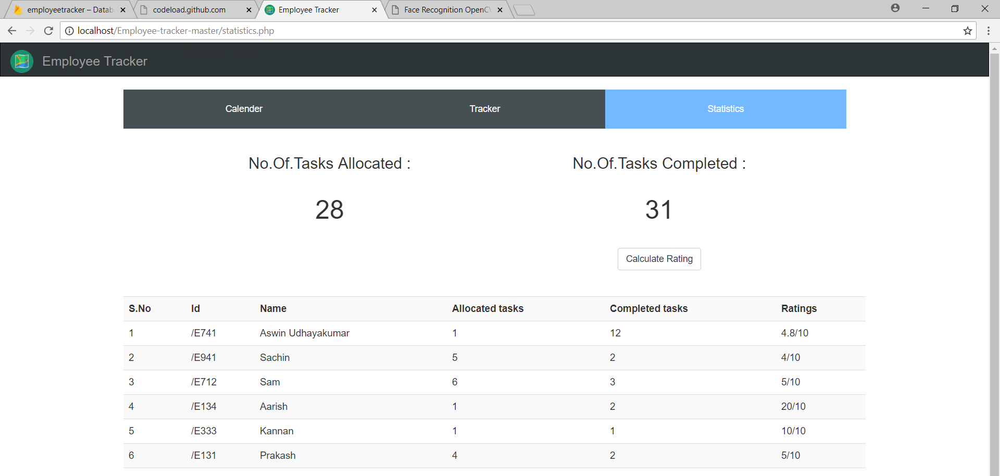 employeetracker – Datab
codeload.github.com
Employee Tracker
Face Recognition OpenC
localhost/Employee-tracker-master/statistics.php
Employee Tracker
Calender Tracker Statistics
No.Of.Tasks Allocated : No.Of.Tasks Completed :
28 31
Calculate Rating
S.No Id Name Allocated tasks Completed tasks Ratings
1 /E741 Aswin Udhayakumar 1 12 4.8/10
2 /E941 Sachin 5 2 4/10
3 /E712 Sam 6 3 5/10
4 /E134 Aarish 1 2 20/10
5 /E333 Kannan 1 1 10/10
6 /E131 Prakash 4 2 5/10